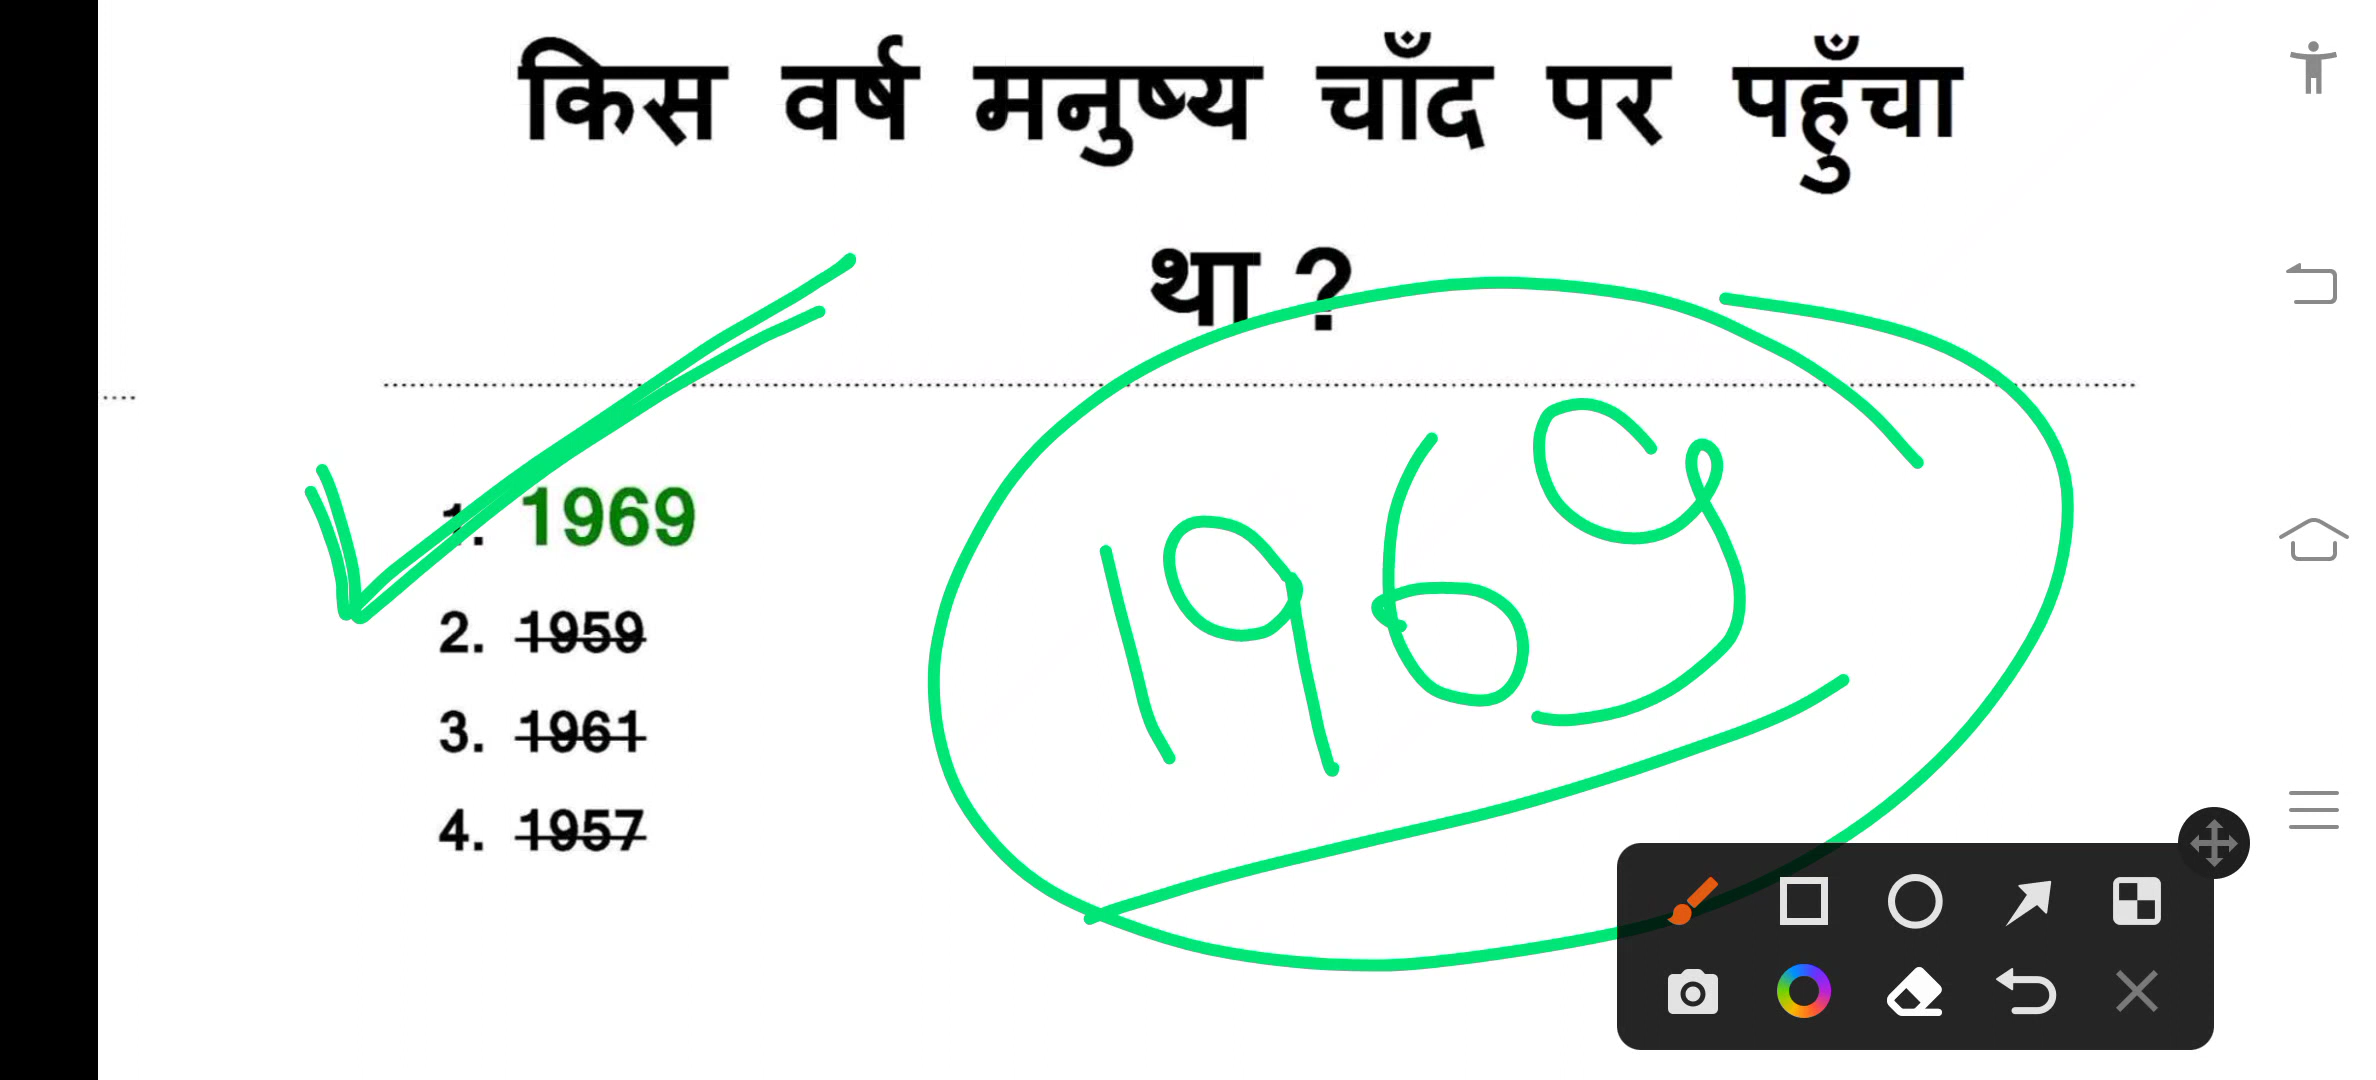 किस वर्ष मनुष्य चाँद पर पहुँचा
था ?
1. 1969
2. 1959
3. 1961
4. 1957
1969